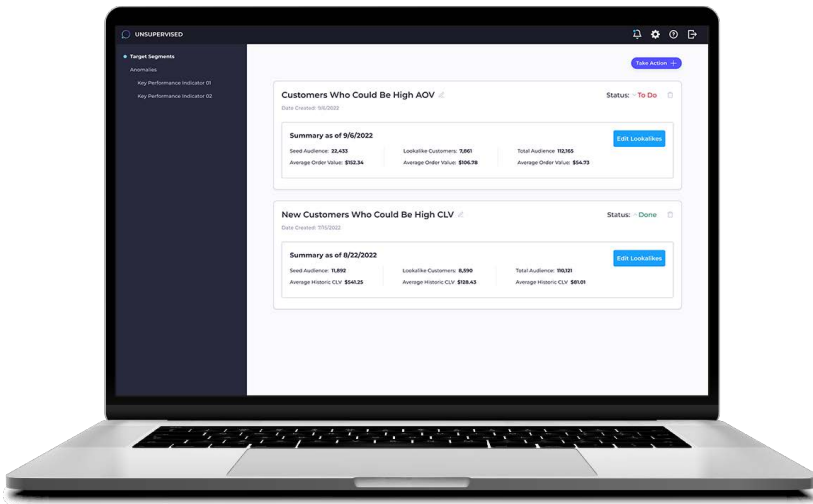 UNSUPERVISED
Target Segments
Anomalies
Key Performance Indicator 01
Key Performance Indicator 02
Take Action +
Customers Who Could Be High AOV
Status: To Do
Date Created: 9/6/2022
Summary as of 9/6/2022
Edit Lookalikes
Seed Audience: 22,433 Lookalike Customers: 7,861 Total Audience 112,165
Average Order Value: $152.34 Average Order Value: $106.78 Average Order Value: $54.73
New Customers Who Could Be High CLV
Status: Done
Date Created: 7/15/2022
Summary as of 8/22/2022
Edit Lookalikes
Seed Audience: 11,892 Lookalike Customers: 8,590 Total Audience: 110,121
Average Historic CLV $541.25 Average Historic CLV $128.43 Average Historic CLV $81.01